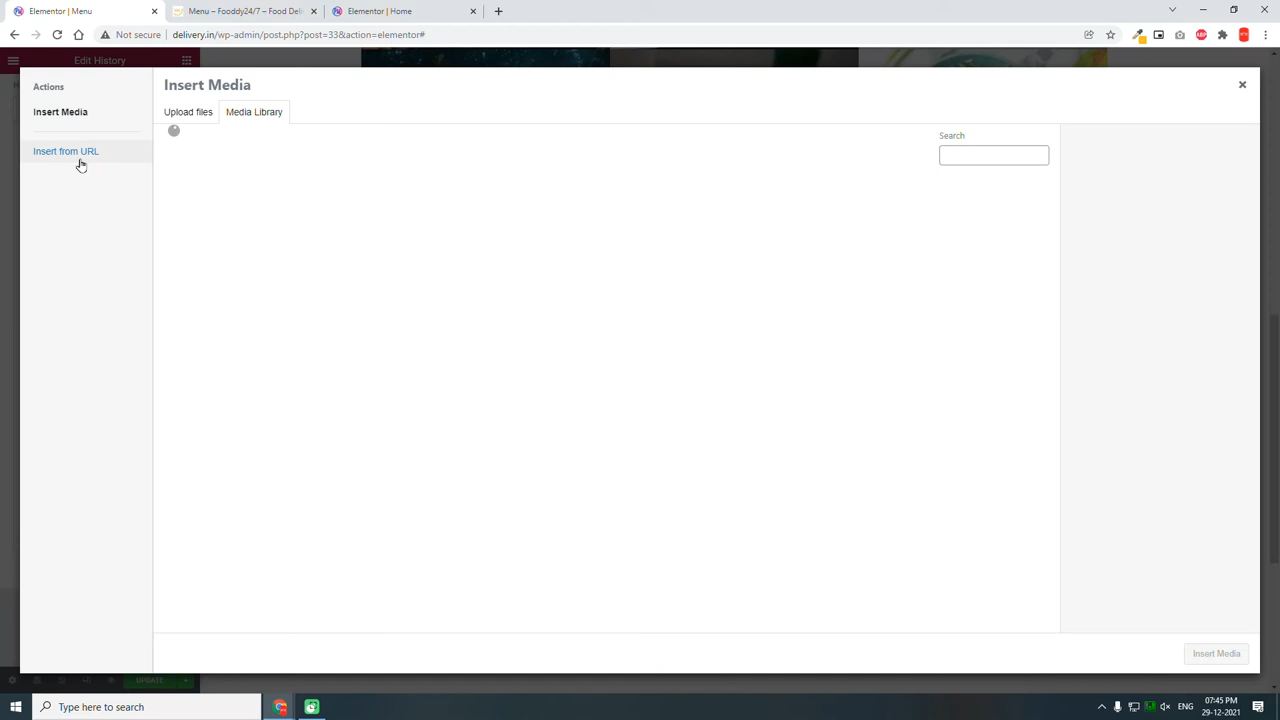 Elementor | Menu
Menu – Fooddy24/7 – Food Deli
Elementor | Home
Not secure
delivery.in/wp-admin/post.php?post=33&action=elementor#
Edit History
Actions
Insert Media
Insert from URL
Insert Media
Upload files
Media Library
Search
Insert Media
UPDATE
Type here to search
ENG
07:45 PM
29-12-2021